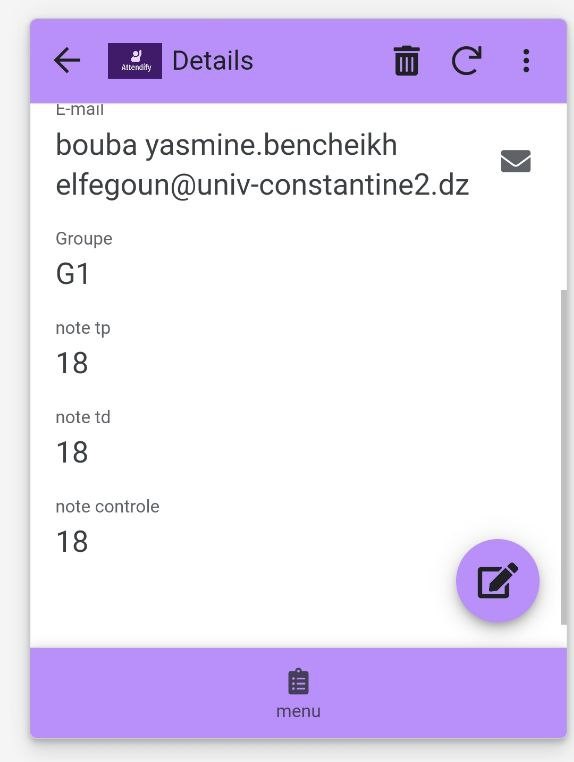 Attendify
Details
E-mail
bouba yasmine.bencheikh
elfegoun@univ-constantine2.dz
Groupe
G1
note tp
18
note td
18
note controle
18
menu